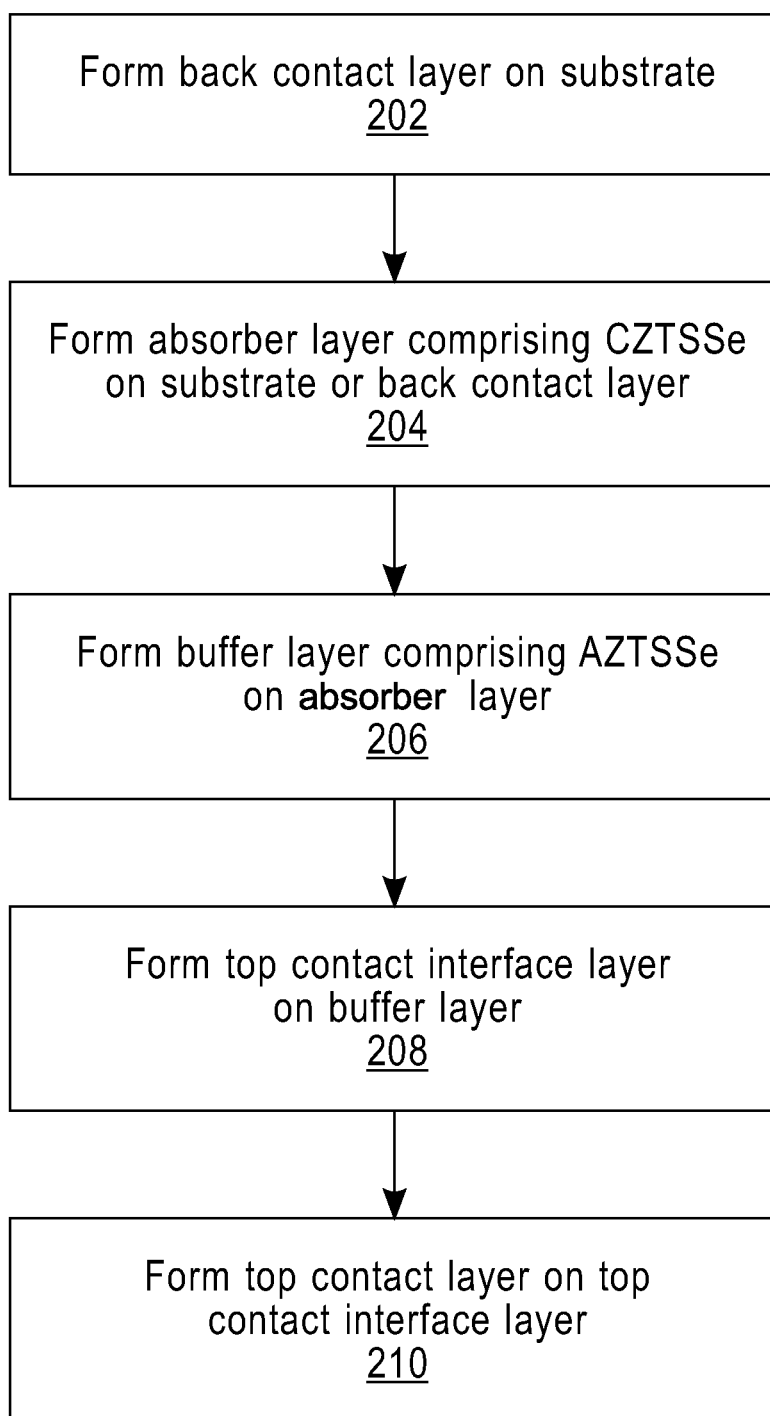 Form back contact layer on substrate
202
Form absorber layer comprising CZTSSe
on substrate or back contact layer
204
Form buffer layer comprising AZTSSe
on absorber layer
206
Form top contact interface layer
on buffer layer
208
Form top contact layer on top
contact interface layer
210